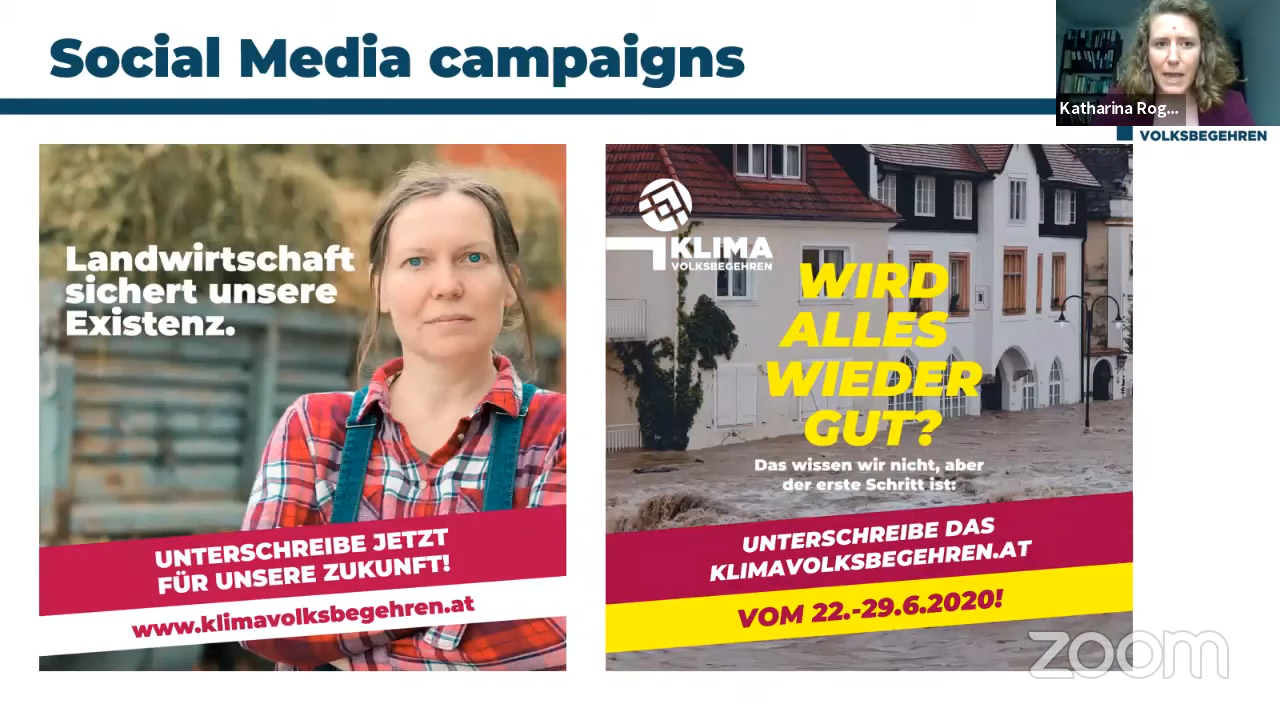 Social Media campaigns
Katharina Rog...
VOLKSBEGEHREN
Landwirtschaft
sichert unsere
Existenz.
UNTERSCHREIBE JETZT
FÜR UNSERE ZUKUNFT!
www.klimavolksbegehren.at
KLIMA
VOLKSBEGEHREN
WIRD
ALLES
WIEDER
GUT?
Das wissen wir nicht, aber
der erste Schritt ist:
UNTERSCHREIBE DAS
KLIMAVOLKSBEGEHREN.AT
VOM 22.-29.6.2020!
zoom